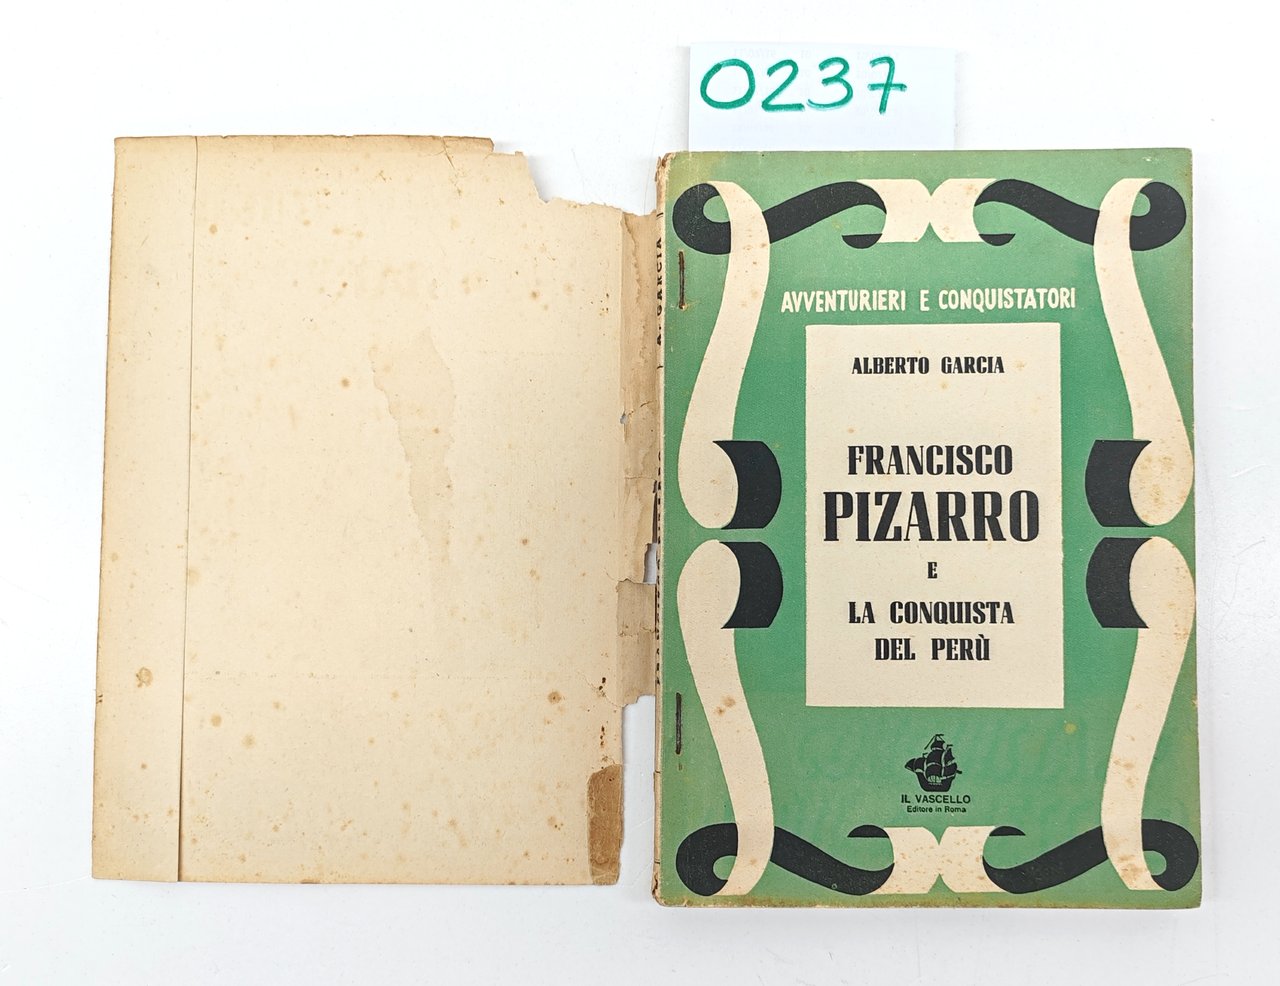 0237
AVVENTURIERI E CONQUISTATORI
ALBERTO GARCIA
FRANCISCO
PIZARRO
E
LA CONQUISTA
DEL PERÙ
IL VASCELLO
Editore in Roma
A. GARCIA